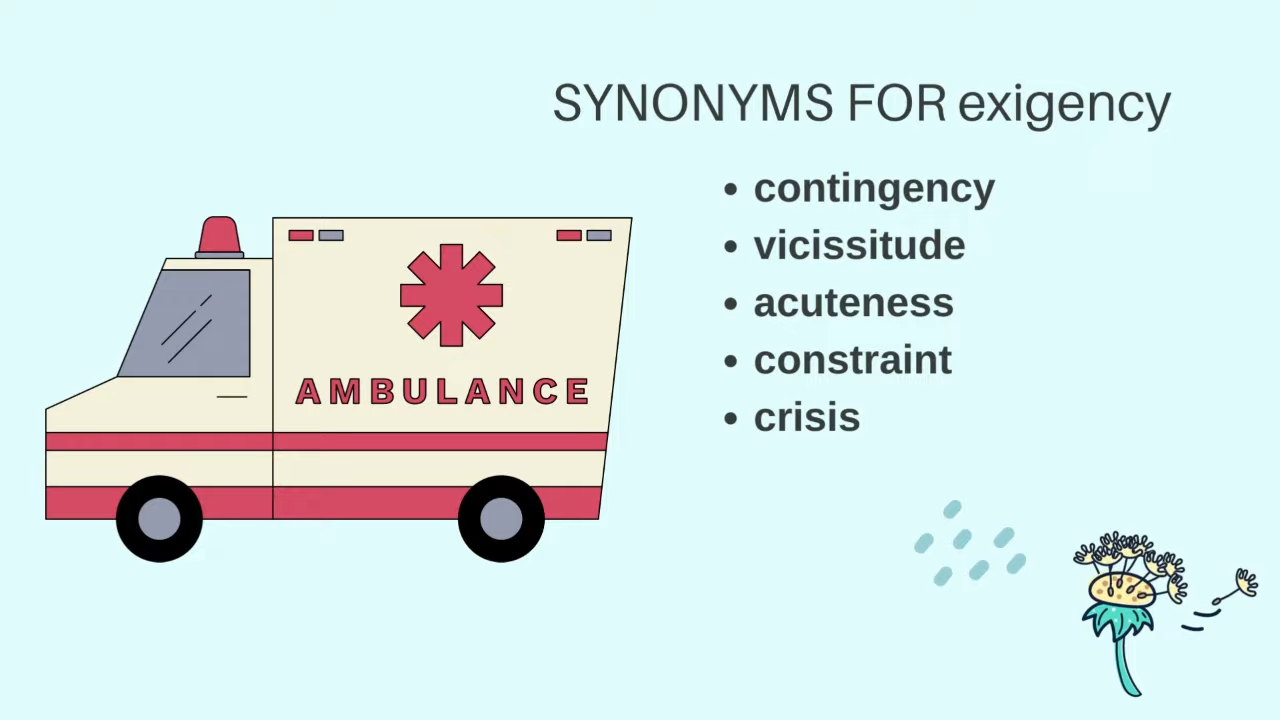 SYNONYMS FOR exigency
• contingency
• vicissitude
• acuteness
• constraint
• crisis
AMBULANCE